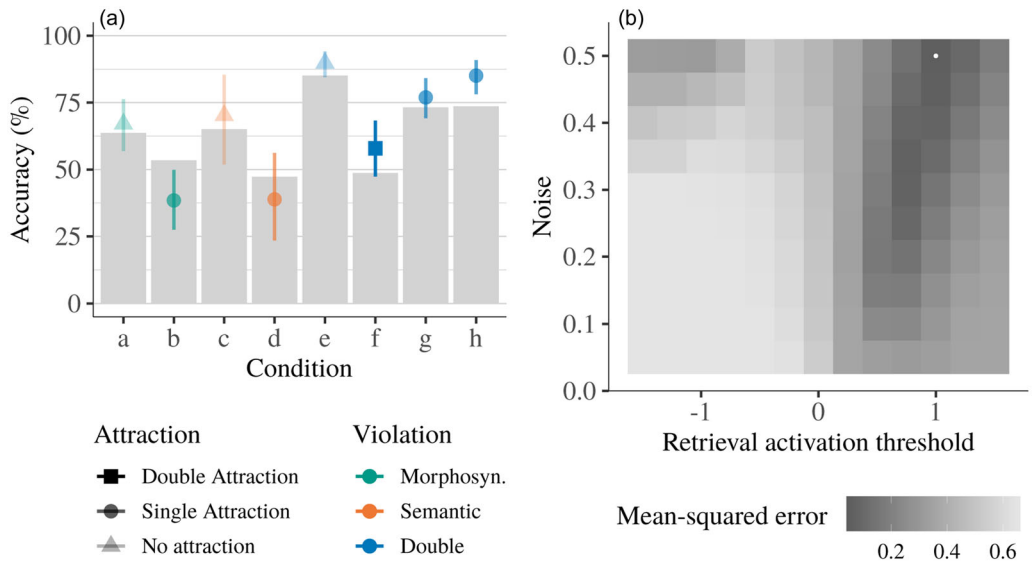 (a)
100
75
50
25
0
Accuracy (%)
a b c d e f g h
Condition
Attraction
Double Attraction
Single Attraction
No attraction
Violation
Morphosyn.
Semantic
Double
(b)
0.5
0.4
0.3
0.2
0.1
0.0
Noise
-1 0 1
Retrieval activation threshold
Mean-squared error
0.2 0.4 0.6